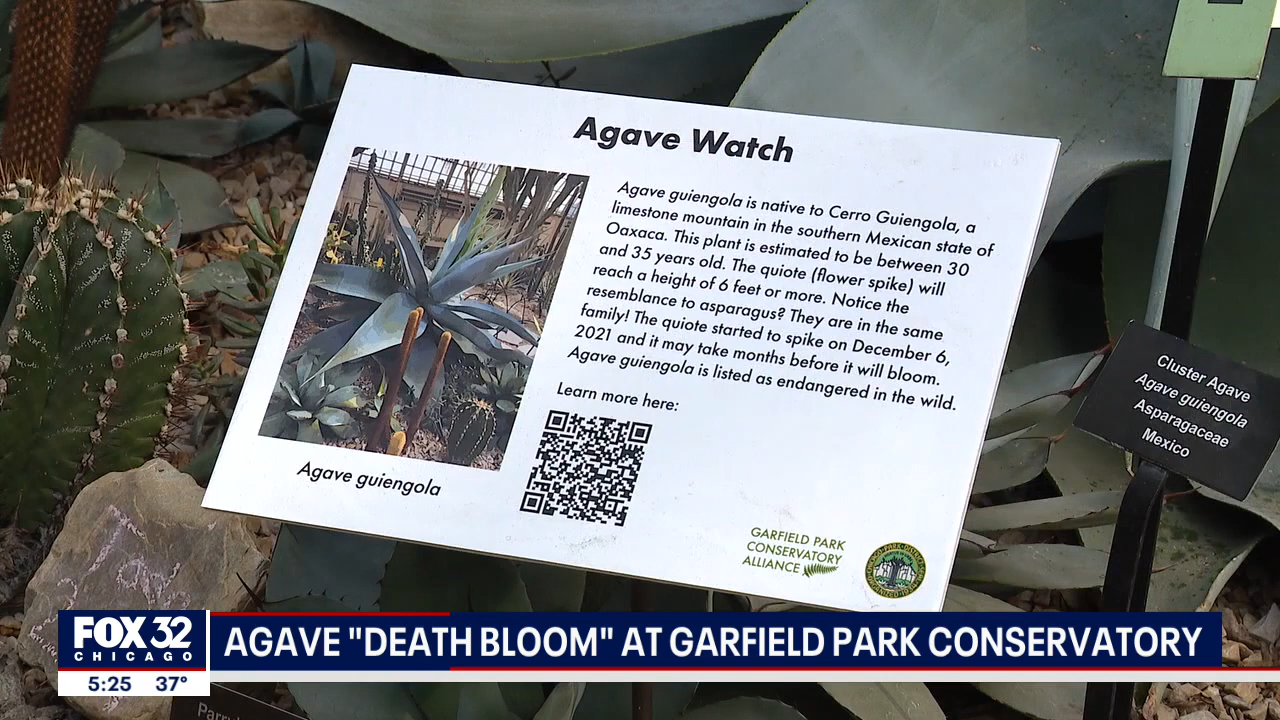 Agave Watch
Agave guiengola is native to Cerro Guiengola, a
limestone mountain in the southern Mexican state of
Oaxaca. This plant is estimated to be between 30
and 35 years old. The quiote (flower spike) will
reach a height of 6 feet or more. Notice the
resemblance to asparagus? They are in the same
family! The quiote started to spike on December 6,
2021 and it may take months before it will bloom.
Agave guiengola is listed as endangered in the wild.
Learn more here:
Agave guiengola
GARFIELD PARK
CONSERVATORY
ALLIANCE
Cluster Agave
Agave guiengola
Asparagaceae
Mexico
FOX 32
CHICAGO
AGAVE "DEATH BLOOM" AT GARFIELD PARK CONSERVATORY
5:25 37°